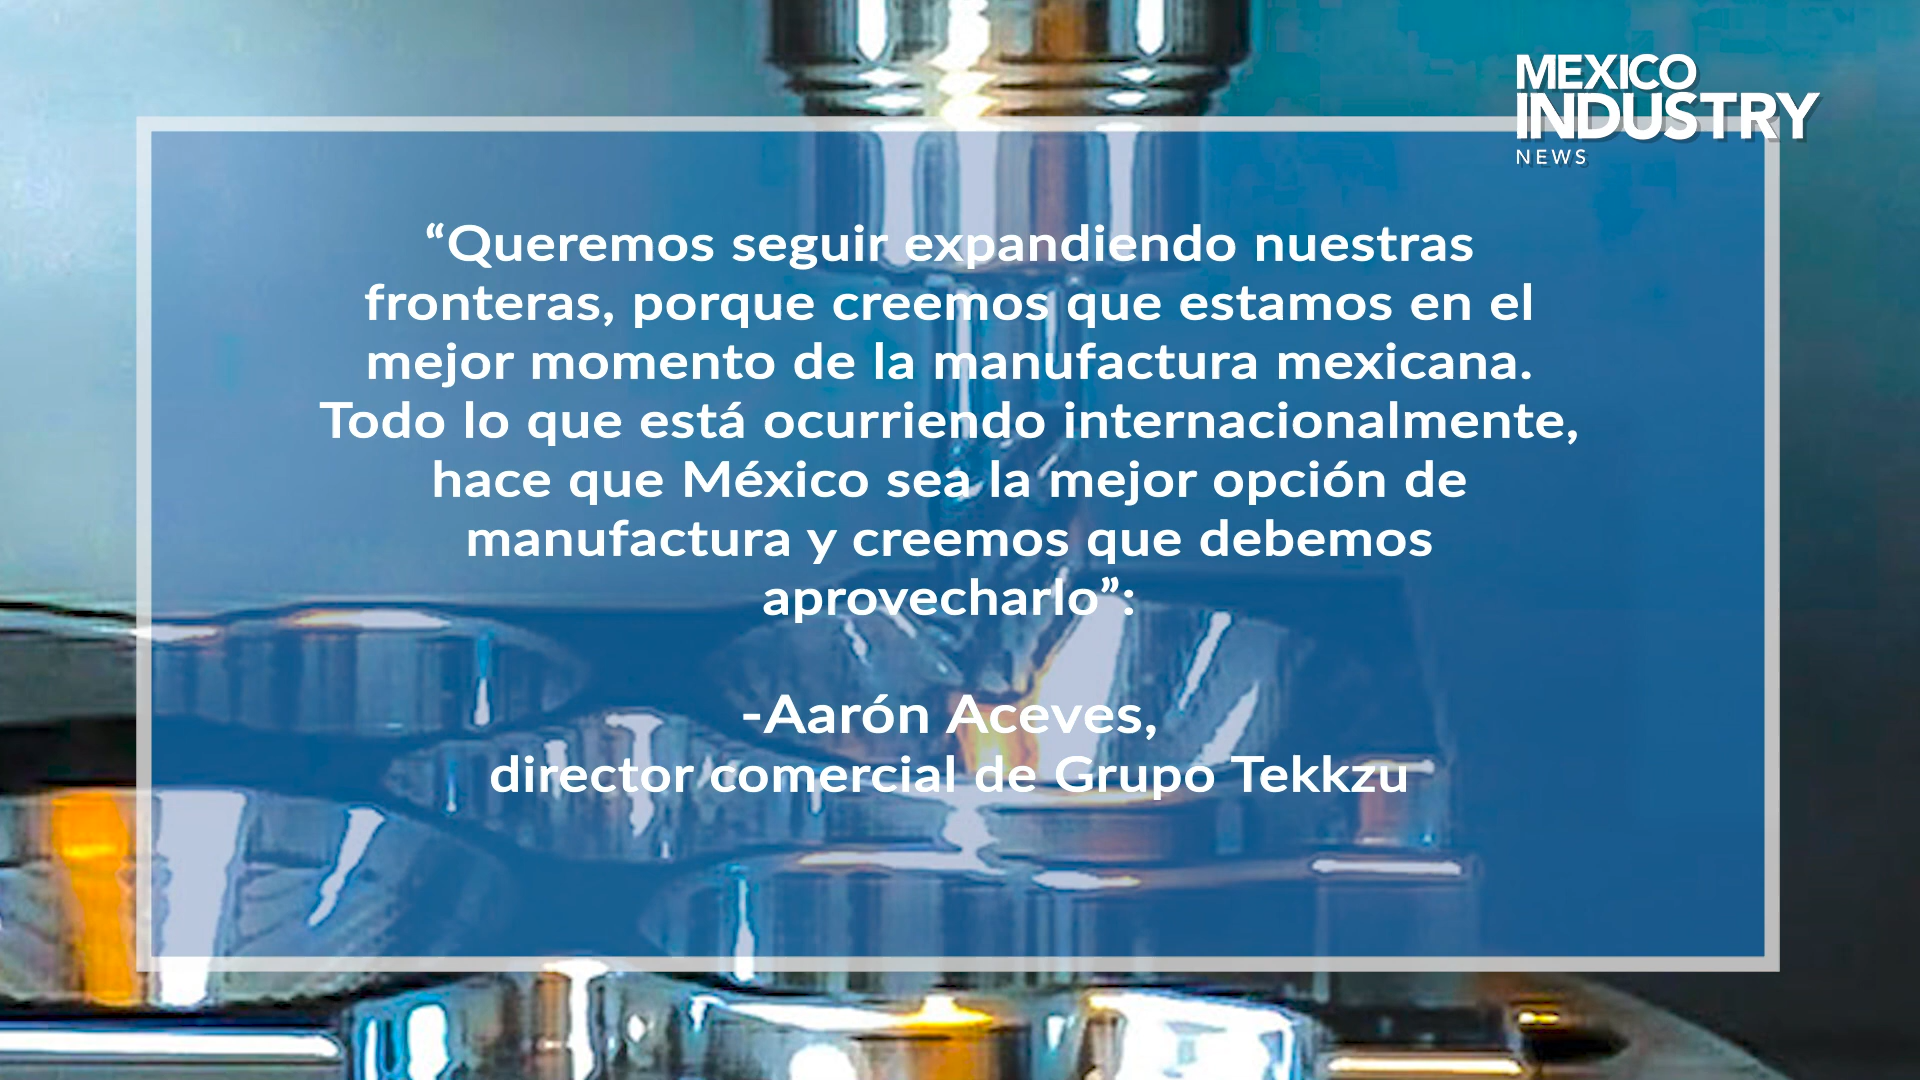 MEXICO
INDUSTRY
NEWS
“Queremos seguir expandiendo nuestras
fronteras, porque creemos que estamos en el
mejor momento de la manufactura mexicana.
Todo lo que está ocurriendo internacionalmente,
hace que México sea la mejor opción de
manufactura y creemos que debemos
aprovecharlo”:
-Aarón Aceves,
director comercial de Grupo Tekkzu